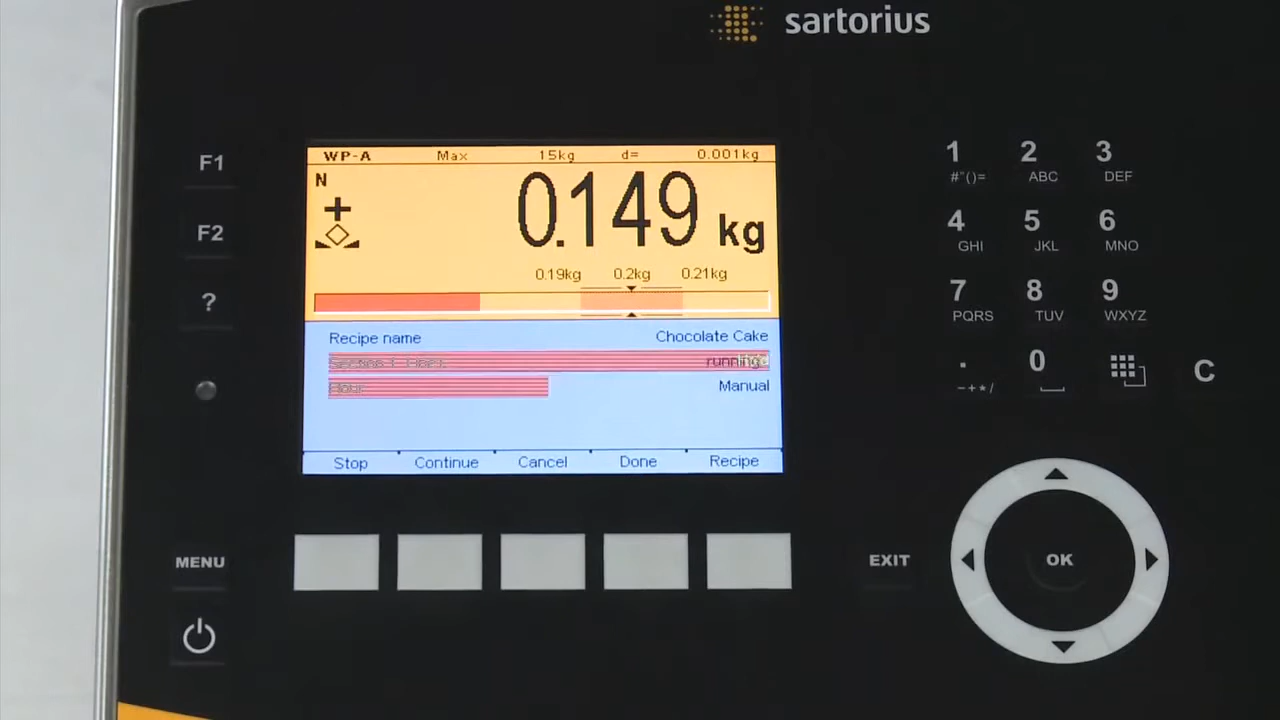 sartorius
WP-A Max 15kg d= 0.001kg
N
0.149 kg
0.19kg 0.2kg 0.21kg
Recipe name Chocolate Cake
running
Flour Manual
Stop Continue Cancel Done Recipe
F1
F2
?
MENU
1 2 3
#"()= ABC DEF
4 5 6
GHI JKL MNO
7 8 9
PQRS TUV WXYZ
. 0 C
-+*/
EXIT OK